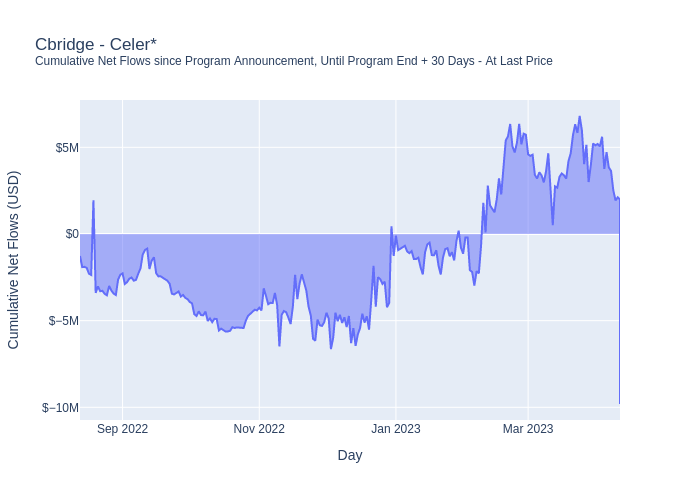 Cbridge - Celer*
Cumulative Net Flows since Program Announcement, Until Program End + 30 Days - At Last Price
Cumulative Net Flows (USD)
$5M
$0
$−5M
$−10M
Sep 2022
Nov 2022
Jan 2023
Mar 2023
Day